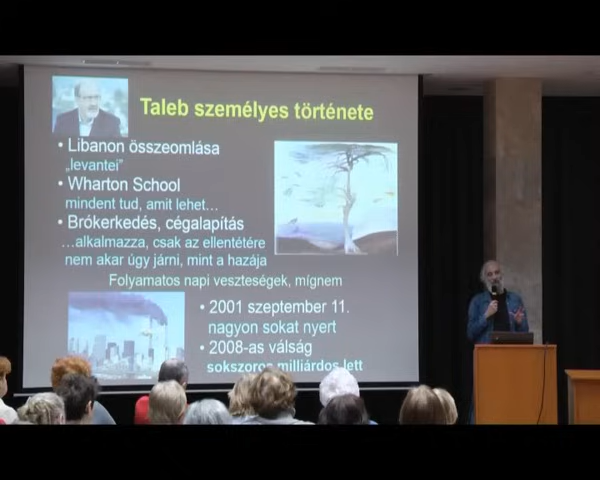 Taleb személyes története
• Libanon összeomlása
„levantei”
• Wharton School
mindent tud, amit lehet…
• Brókerkedés, cégalapítás
…alkalmazza, csak az ellentétére
nem akar úgy járni, mint a hazája
Folyamatos napi veszteségek, mígnem
• 2001 szeptember 11.
nagyon sokat nyert
• 2008-as válság
sokszoros milliárdos lett